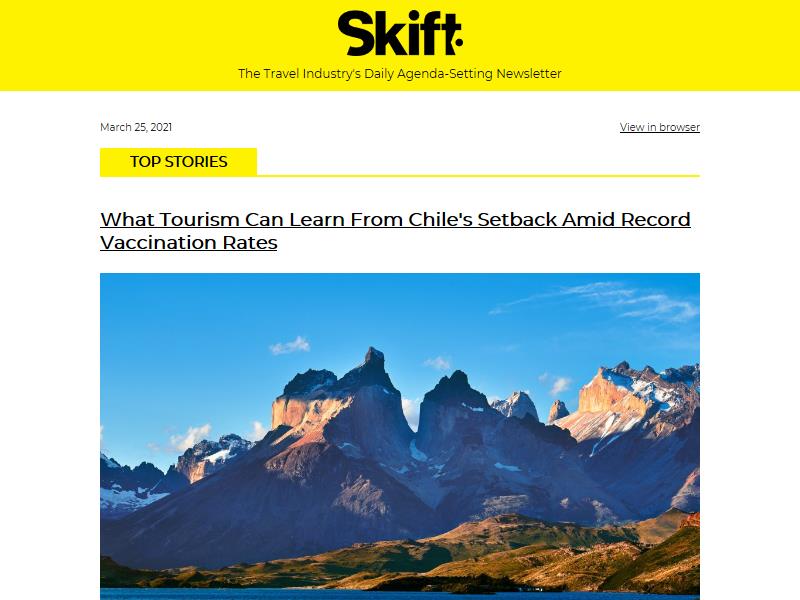 Skift
The Travel Industry's Daily Agenda-Setting Newsletter
March 25, 2021
View in browser
TOP STORIES
What Tourism Can Learn From Chile's Setback Amid Record
Vaccination Rates